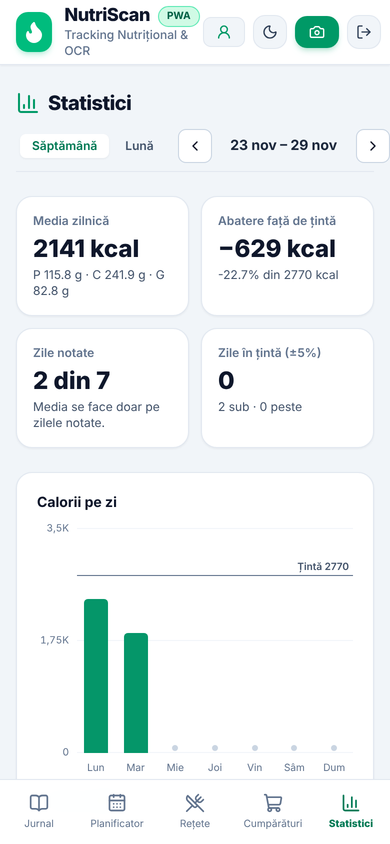 NutriScan PWA
Tracking Nutrițional &
OCR
Statistici
Săptămână Lună 23 nov – 29 nov
Media zilnică
2141 kcal
P 115.8 g · C 241.9 g · G
82.8 g
Abatere față de țintă
−629 kcal
-22.7% din 2770 kcal
Zile notate
2 din 7
Media se face doar pe
zilele notate.
Zile în țintă (±5%)
0
2 sub · 0 peste
Calorii pe zi
3,5K
Țintă 2770
1,75K
0
Lun Mar Mie Joi Vin Sâm Dum
Jurnal Planificator Rețete Cumpărături Statistici